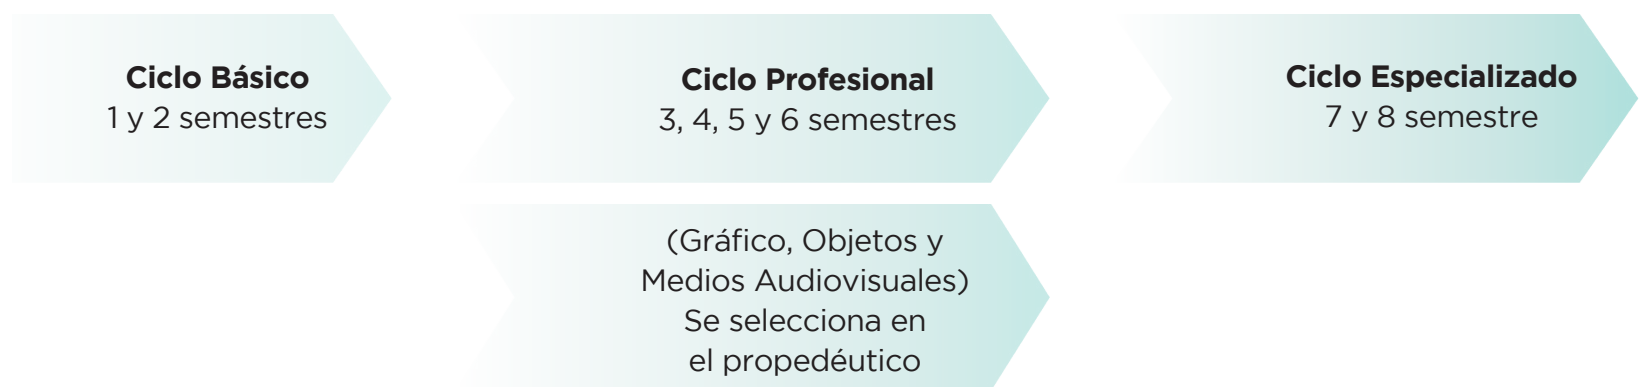 Ciclo Básico
1 y 2 semestres
Ciclo Profesional
3, 4, 5 y 6 semestres
Ciclo Especializado
7 y 8 semestre
(Gráfico, Objetos y
Medios Audiovisuales)
Se selecciona en
el propedéutico